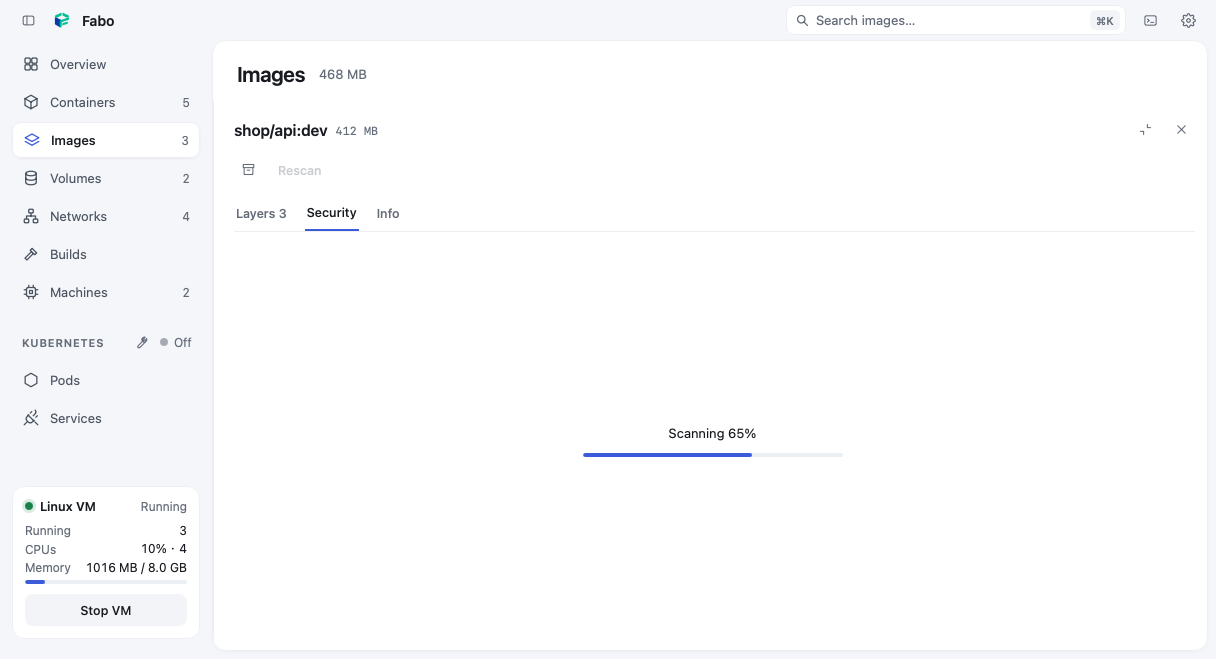 Fabo
Search images...
⌘K
Overview
Containers 5
Images 3
Volumes 2
Networks 4
Builds
Machines 2
KUBERNETES Off
Pods
Services
Linux VM Running
Running 3
CPUs 10% · 4
Memory 1016 MB / 8.0 GB
Stop VM
Images 468 MB
shop/api:dev 412 MB
Rescan
Layers 3 Security Info
Scanning 65%